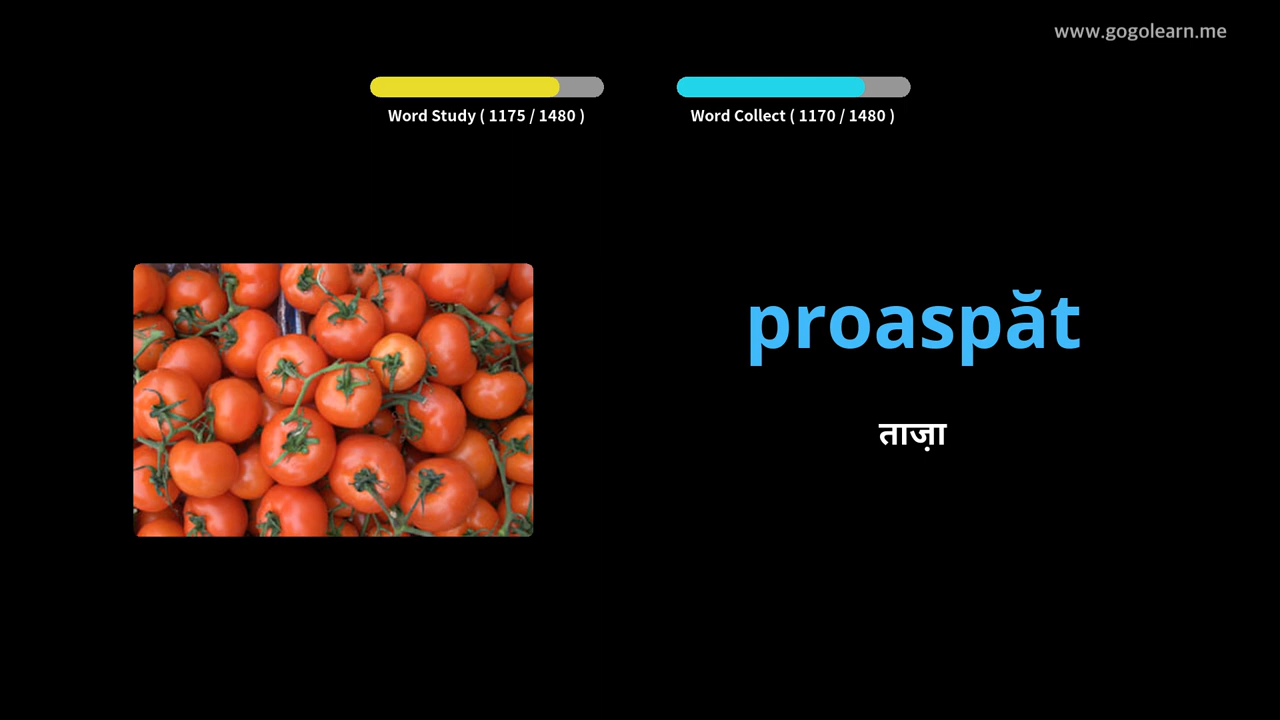 www.gogolearn.me
Word Study ( 1175 / 1480 )
Word Collect ( 1170 / 1480 )
proaspăt
ताज़ा